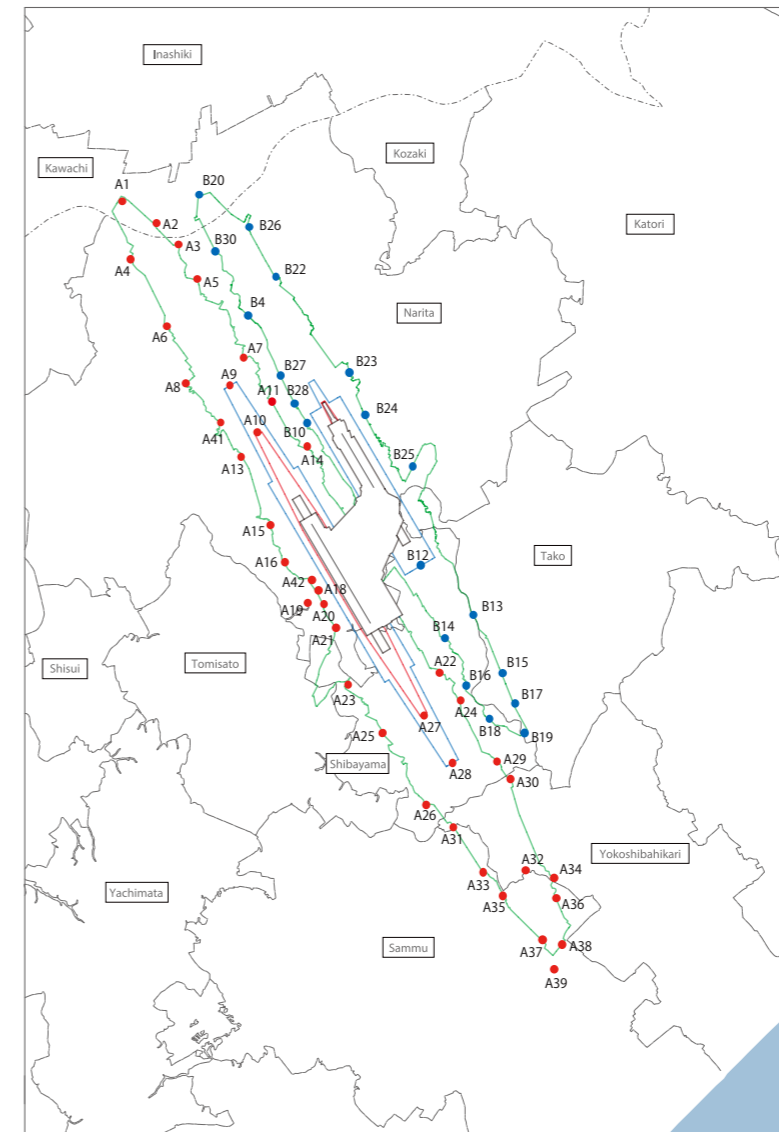 Inashiki
Kozaki
Kawachi
A1
B20
A2
B26
Katori
A3
B30
A4
A5
B22
B4
Narita
A6
A7
B23
A8
A9
B27
A11
B28
B24
A10
B10
A41
A14
A13
B25
A15
B12
Tako
A16
A42
A18
A19
A20
B13
A21
B14
Shisui
Tomisato
A22
B15
B16
A23
A24
B17
B18
A27
B19
A25
Shibayama
A28
A29
A30
A26
A31
Yokoshibahikari
A32
A34
Yachimata
A33
A35
A36
Sammu
A37
A38
A39